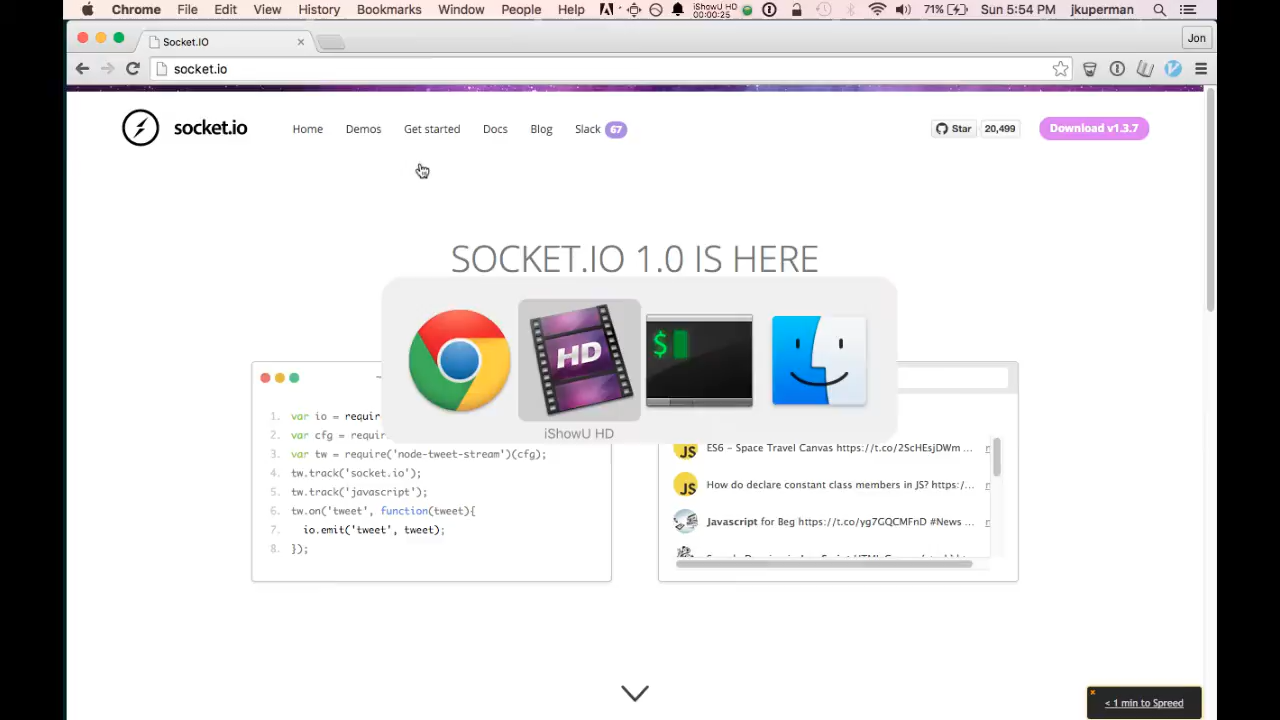 Chrome File Edit View History Bookmarks Window People Help iShowU HD 00:00:25 71% Sun 5:54 PM jkuperman
Socket.IO Jon
socket.io
socket.io Home Demos Get started Docs Blog Slack 67 Star 20,499 Download v1.3.7
SOCKET.IO 1.0 IS HERE
HD $
iShowU HD
1. var io = requir
2. var cfg = requir
3. var tw = require('node-tweet-stream')(cfg);
4. tw.track('socket.io');
5. tw.track('javascript');
6. tw.on('tweet', function(tweet){
7. io.emit('tweet', tweet);
8. });
JS ES6 – Space Travel Canvas https://t.co/2ScHEsjDWm ...
JS How do declare constant class members in JS? https:/...
Javascript for Beg https://t.co/yg7GQCMFnD #News ...
x
< 1 min to Spreed